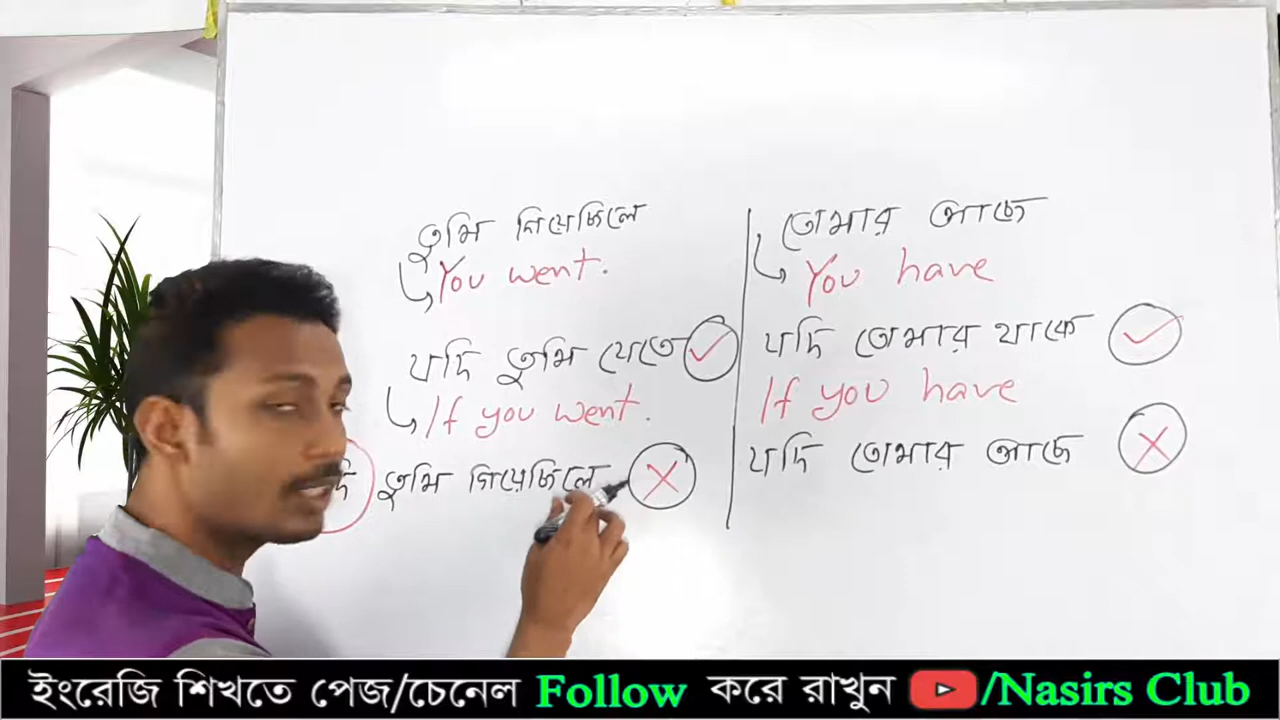 তুমি গিয়েছিলে
You went.
যদি তুমি যেতে
If you went.
তুমি গিয়েছিলে
তোমার আছে
You have
যদি তোমার থাকে
If you have
যদি তোমার আছে
ইংরেজি শিখতে পেজ/চেনেল Follow করে রাখুন /Nasirs Club